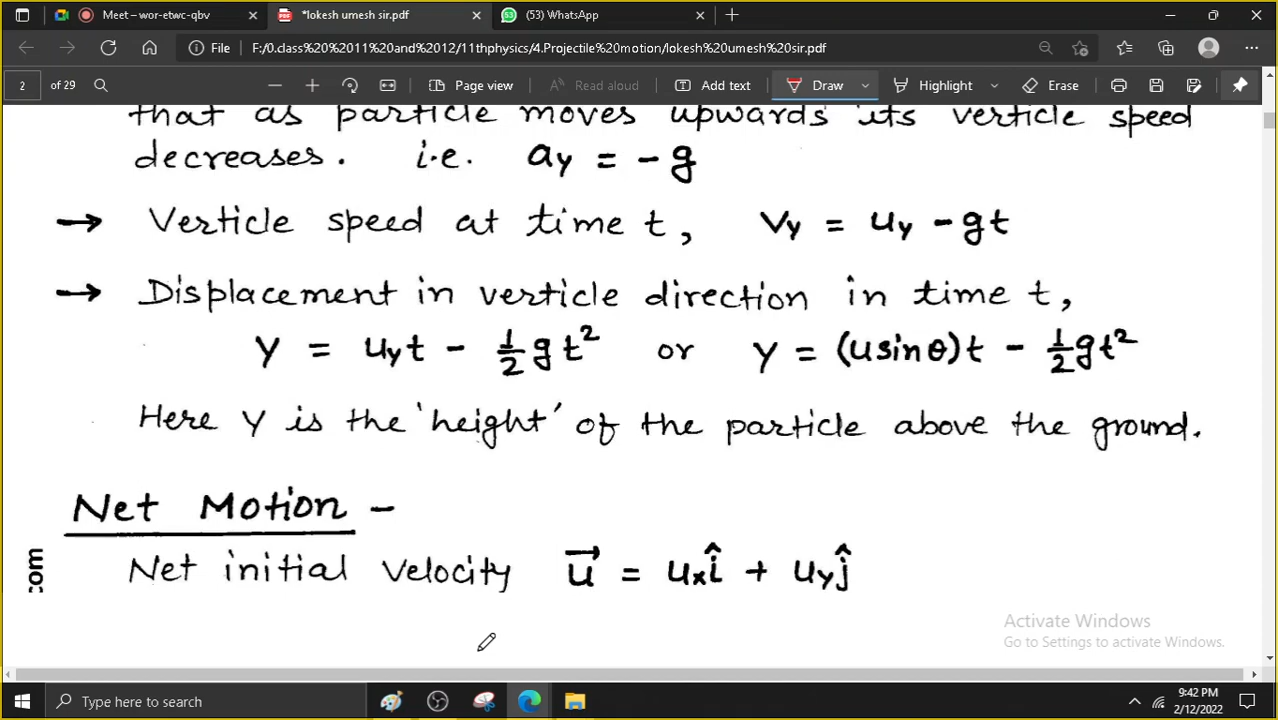 Meet – wor-etwc-qbv
*lokesh umesh sir.pdf
(53) WhatsApp
File
F:/0.class%20%2011%20and%2012/11thphysics/4.Projectile%20motion/lokesh%20umesh%20sir.pdf
2 of 29
Page view
Read aloud
Add text
Draw
Highlight
Erase
that as particle moves upwards its verticle speed
decreases. i.e. ay = -g
→ Verticle speed at time t, vy = uy - gt
→ Displacement in verticle direction in time t,
y = uyt - 1/2 gt² or y = (usinθ)t - 1/2 gt²
Here y is the 'height' of the particle above the ground.
Net Motion -
Net initial velocity u⃗ = uxî + uyĵ
com
Activate Windows
Go to Settings to activate Windows.
Type here to search
9:42 PM
2/12/2022